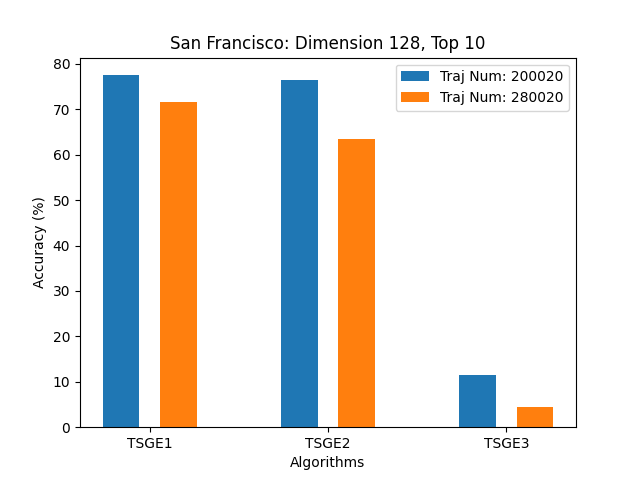 San Francisco: Dimension 128, Top 10
Traj Num: 200020
Traj Num: 280020
Accuracy (%)
80
70
60
50
40
30
20
10
0
TSGE1 TSGE2 TSGE3
Algorithms